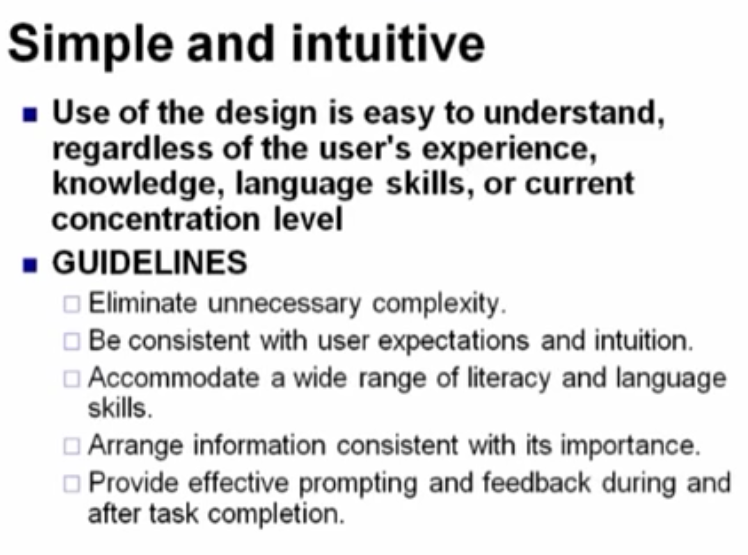 Simple and intuitive
Use of the design is easy to understand,
regardless of the user's experience,
knowledge, language skills, or current
concentration level
GUIDELINES
Eliminate unnecessary complexity.
Be consistent with user expectations and intuition.
Accommodate a wide range of literacy and language
skills.
Arrange information consistent with its importance.
Provide effective prompting and feedback during and
after task completion.